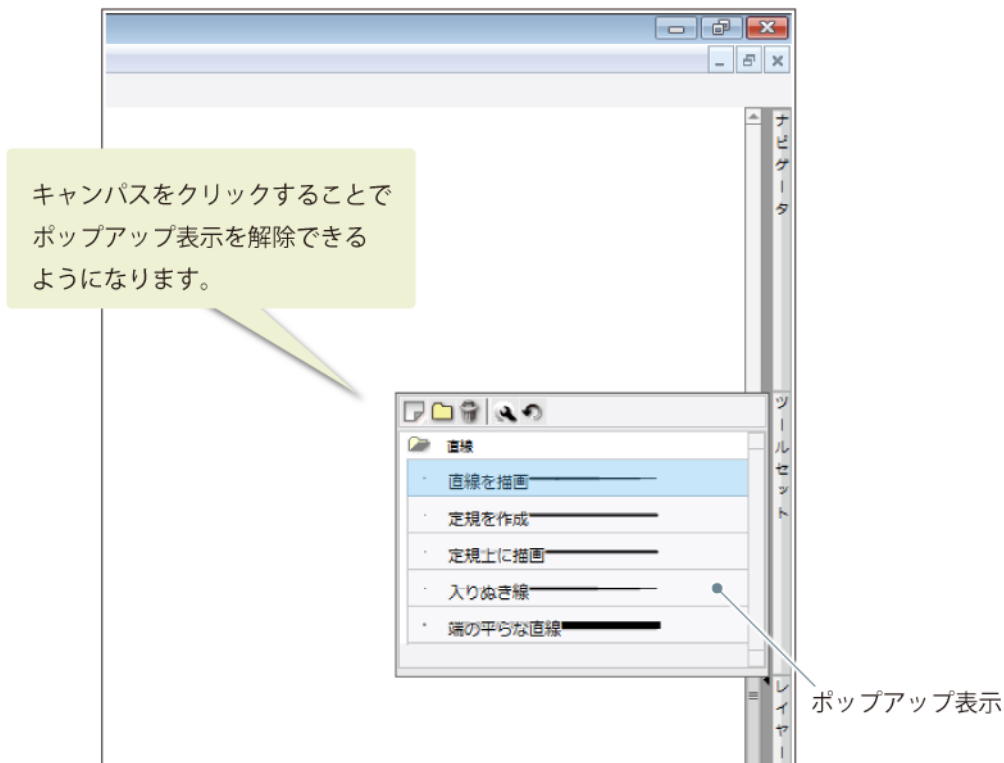 ナビゲータ
キャンパスをクリックすることで
ポップアップ表示を解除できる
ようになります。
ツールセット
直線
直線を描画
定規を作成
定規上に描画
入りぬき線
端の平らな直線
ポップアップ表示
レイヤー